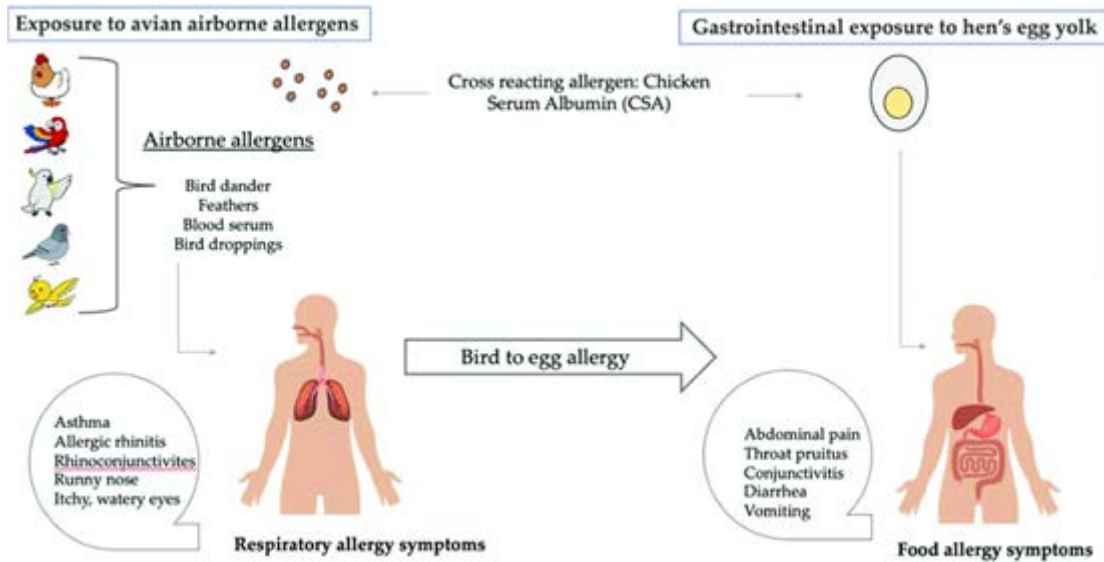 Exposure to avian airborne allergens
Gastrointestinal exposure to hen's egg yolk
Cross reacting allergen: Chicken
Serum Albumin (CSA)
Airborne allergens
Bird dander
Feathers
Blood serum
Bird droppings
Bird to egg allergy
Asthma
Allergic rhinitis
Rhinoconjunctivites
Runny nose
Itchy, watery eyes
Respiratory allergy symptoms
Abdominal pain
Throat pruitus
Conjunctivitis
Diarrhea
Vomiting
Food allergy symptoms